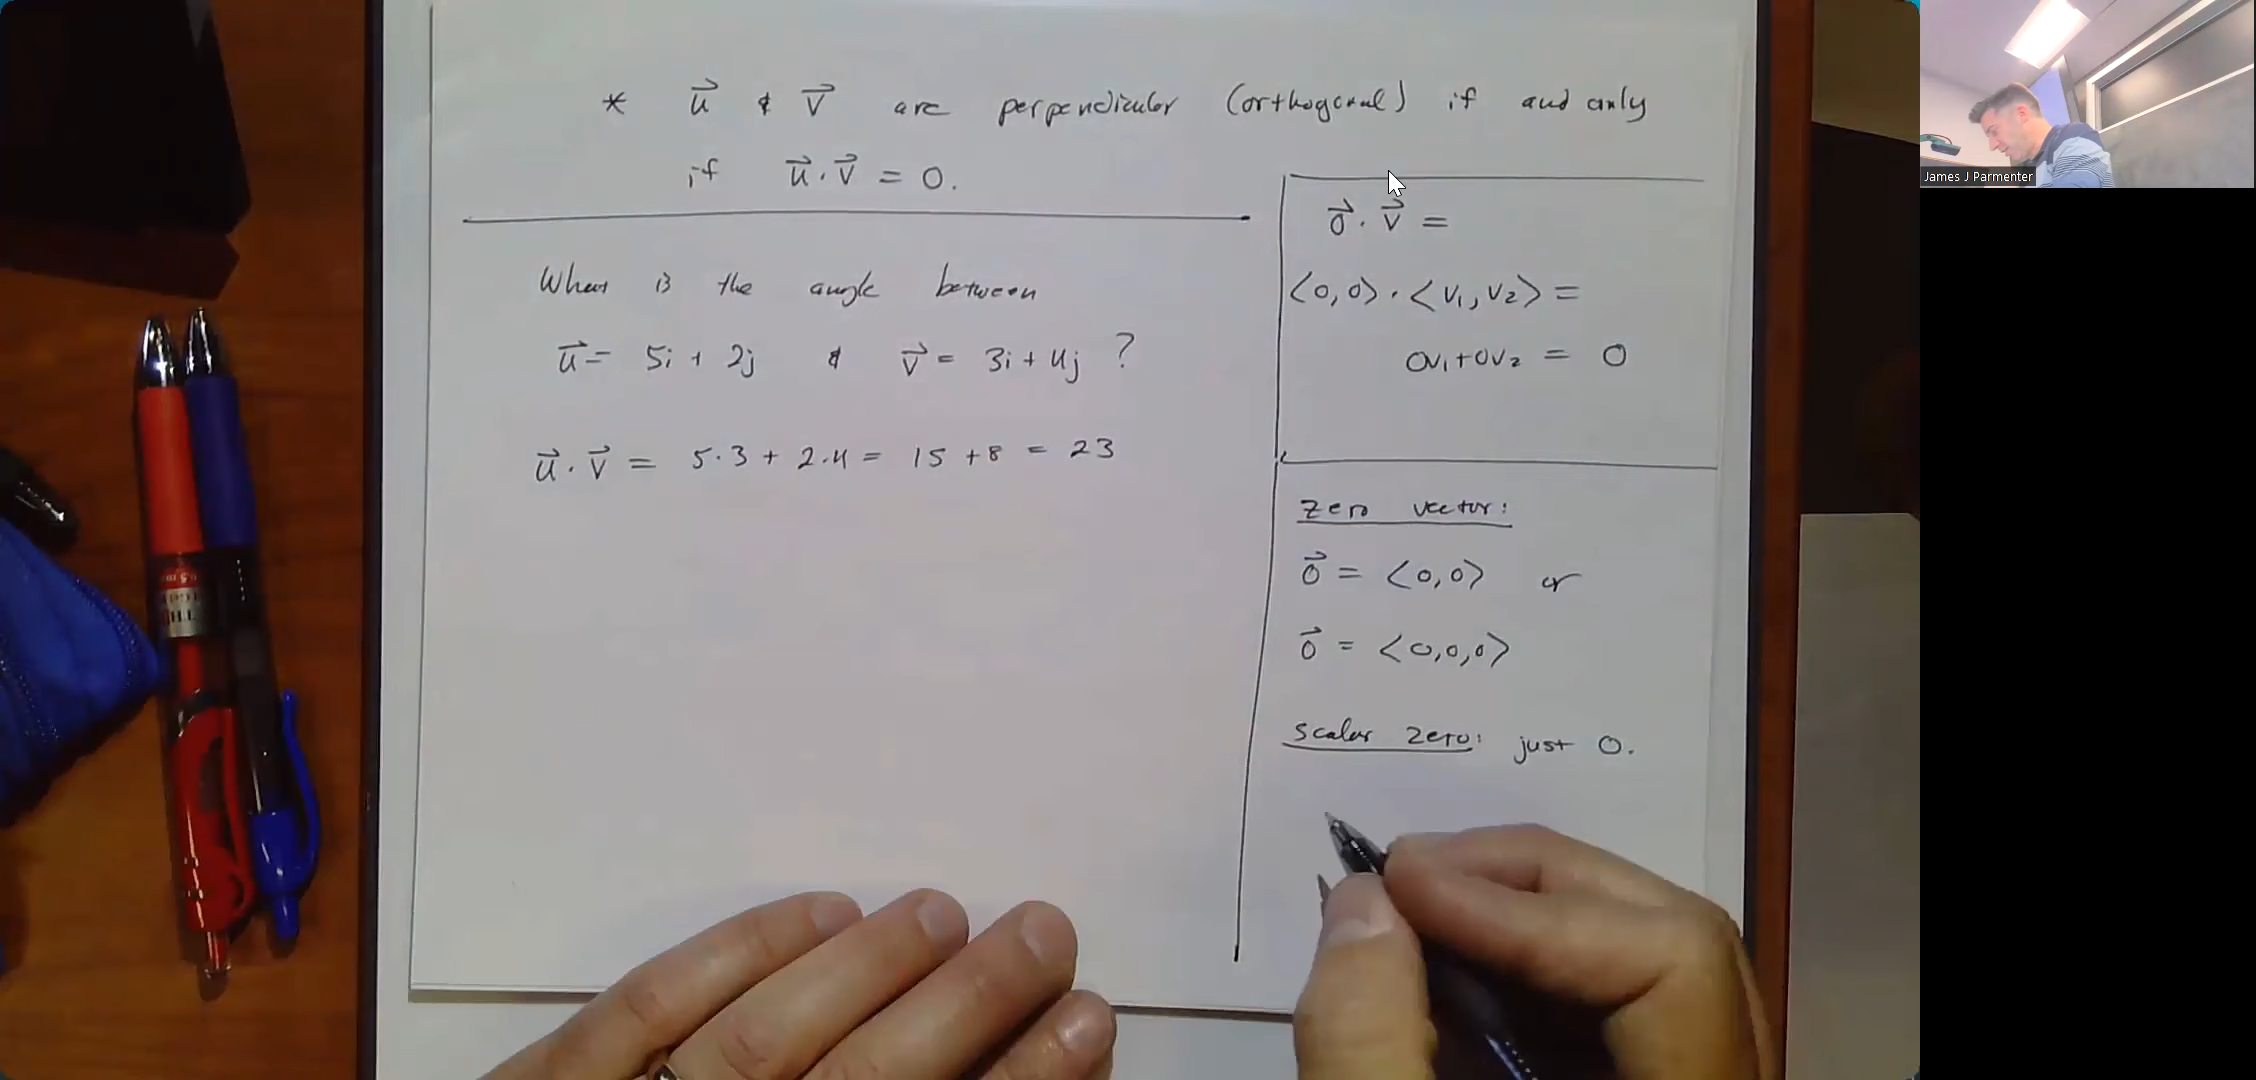 * u⃗ & v⃗ are perpendicular (orthogonal) if and only
if u⃗ · v⃗ = 0.
What is the angle between
u⃗ = 5i + 2j & v⃗ = 3i + 4j ?
u⃗ · v⃗ = 5·3 + 2·4 = 15 + 8 = 23
0⃗ · v⃗ =
<0,0> · <v₁, v₂> =
0v₁+0v₂ = 0
Zero vector:
0⃗ = <0,0> or
0⃗ = <0,0,0>
Scalar zero: just 0.
James J Parmenter